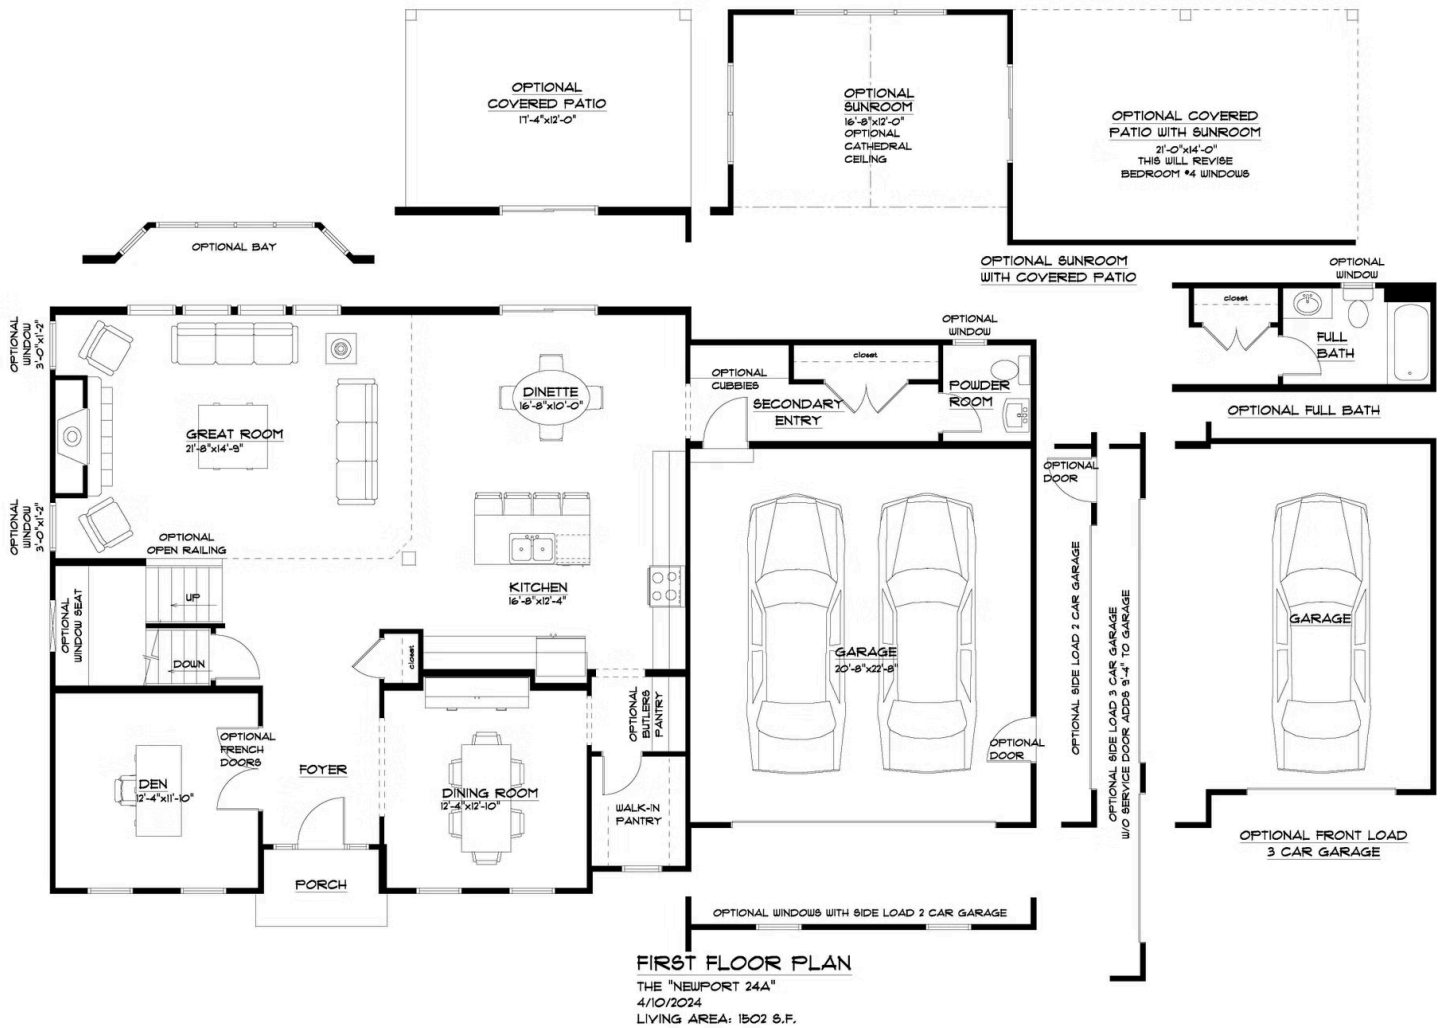 OPTIONAL
COVERED PATIO
17'-4"x12'-0"
OPTIONAL
SUNROOM
16'-8"x12'-0"
OPTIONAL
CATHEDRAL
CEILING
OPTIONAL COVERED
PATIO WITH SUNROOM
21'-0"x14'-0"
THIS WILL REVISE
BEDROOM #4 WINDOWS
OPTIONAL BAY
OPTIONAL SUNROOM
WITH COVERED PATIO
OPTIONAL
WINDOW
closet
FULL
BATH
OPTIONAL FULL BATH
OPTIONAL
WINDOW
3'-0"x1'-2"
GREAT ROOM
21'-8"x14'-9"
DINETTE
16'-8"x10'-0"
OPTIONAL
CUBBIES
closet
OPTIONAL
WINDOW
POWDER
ROOM
SECONDARY
ENTRY
OPTIONAL
WINDOW
3'-0"x1'-2"
OPTIONAL
OPEN RAILING
KITCHEN
16'-8"x12'-4"
UP
DOWN
OPTIONAL
WINDOW SEAT
closet
GARAGE
20'-8"x22'-8"
OPTIONAL
DOOR
OPTIONAL
DOOR
OPTIONAL SIDE LOAD 2 CAR GARAGE
OPTIONAL SIDE LOAD 3 CAR GARAGE
W/O SERVICE DOOR ADDS 9'-4" TO GARAGE
GARAGE
OPTIONAL FRONT LOAD
3 CAR GARAGE
OPTIONAL
FRENCH
DOORS
DEN
12'-4"x11'-10"
FOYER
DINING ROOM
12'-4"x12'-10"
OPTIONAL
BUTLERS
PANTRY
WALK-IN
PANTRY
PORCH
OPTIONAL WINDOWS WITH SIDE LOAD 2 CAR GARAGE
FIRST FLOOR PLAN
THE "NEWPORT 24A"
4/10/2024
LIVING AREA: 1502 S.F.